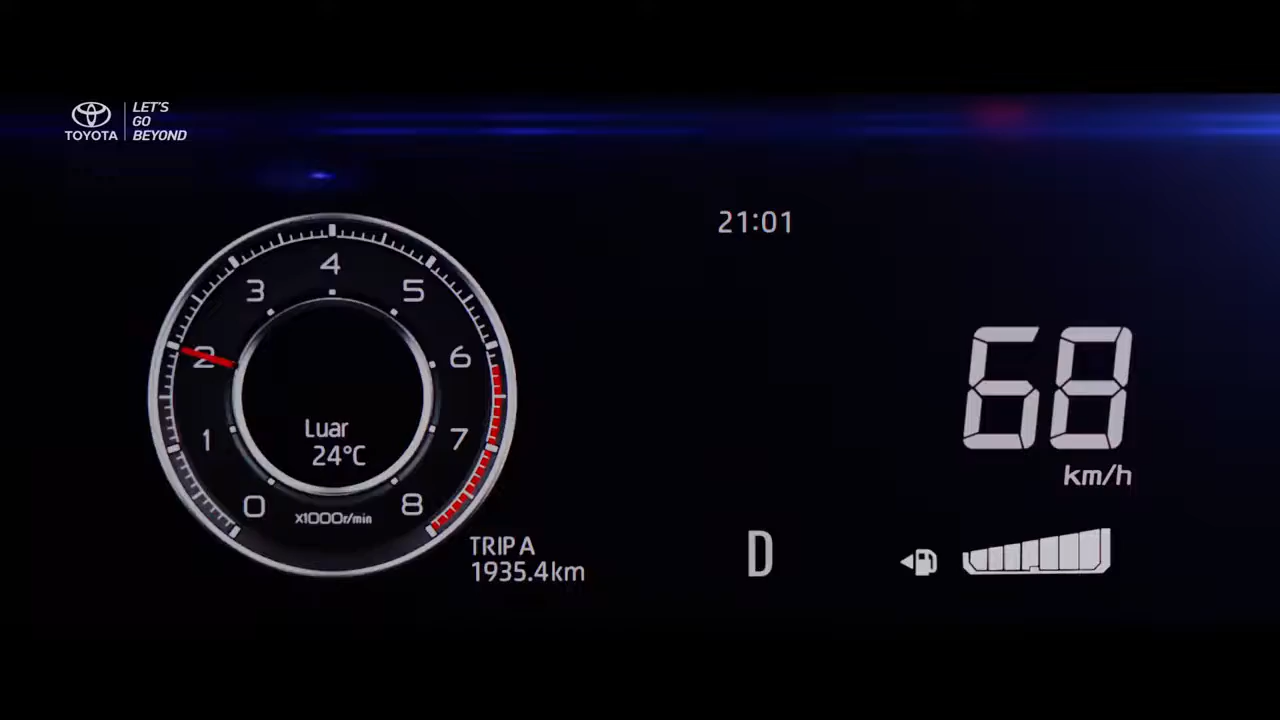 TOYOTA
LET'S
GO
BEYOND
21:01
4
3
5
2
6
1
7
0
8
x1000r/min
Luar
24°C
68
km/h
TRIP A
1935.4km
D